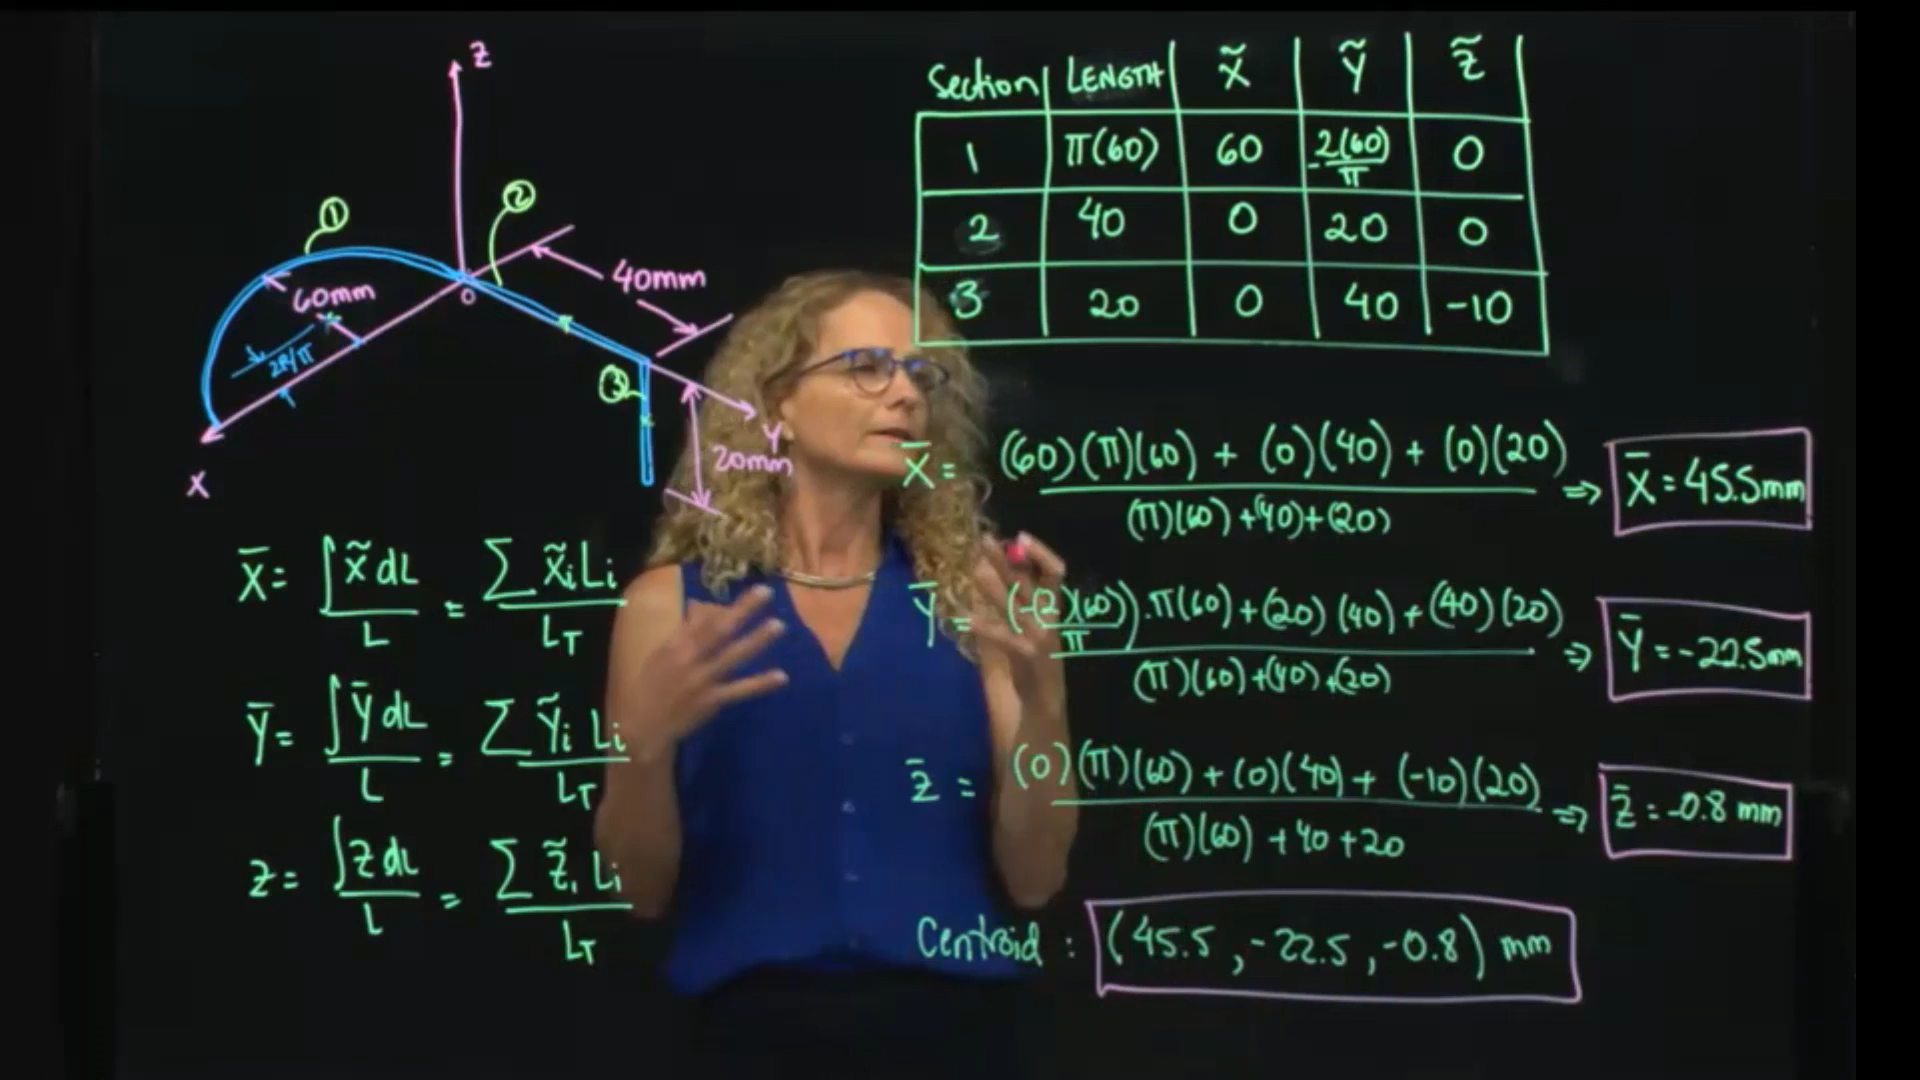 Z
①
②
60mm
0
40mm
2R/π
③
Y
20mm
X
X̄ = ∫x̃ dL / L = Σ x̃i Li / LT
Ȳ = ∫ȳ dL / L = Σ ỹi Li / LT
Z = ∫z dL / L = Σ z̃i Li / LT
Section | LENGTH | X̃ | Ỹ | Z̃
1 | π(60) | 60 | -2(60)/π | 0
2 | 40 | 0 | 20 | 0
3 | 20 | 0 | 40 | -10
X̄ = (60)(π)(60) + (0)(40) + (0)(20) / (π)(60)+(40)+(20) ⇒ X̄ = 45.5mm
Ȳ = (-(2)(60)/π).π(60)+(20)(40)+(40)(20) / (π)(60)+(40)+(20) ⇒ Ȳ = -22.5mm
Z̄ = (0)(π)(60) + (0)(40) + (-10)(20) / (π)(60) + 40 + 20 ⇒ Z̄ = -0.8 mm
Centroid : (45.5, -22.5, -0.8) mm